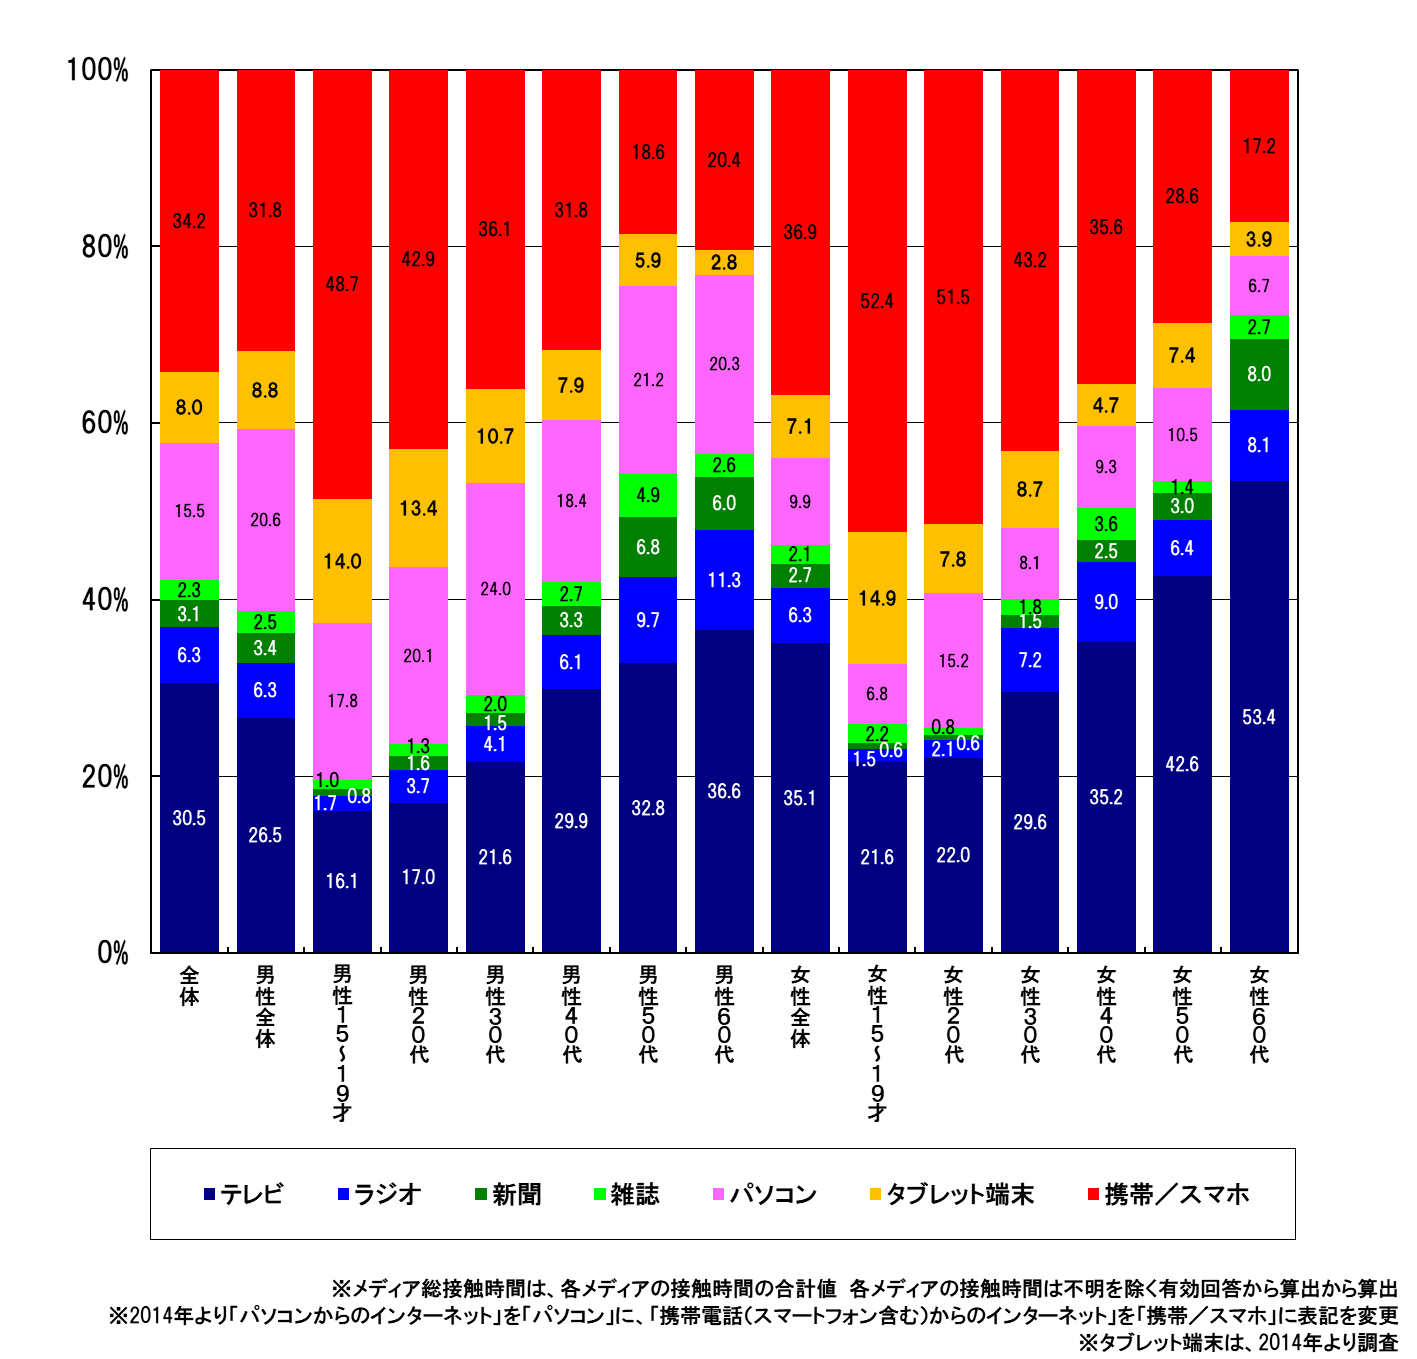 100%
80%
60%
40%
20%
0%
34.2 31.8 48.7 42.9 36.1 31.8 18.6 20.4 36.9 52.4 51.5 43.2 35.6 28.6 17.2
8.0 8.8 14.0 13.4 10.7 7.9 5.9 2.8 7.1 14.9 7.8 8.7 4.7 7.4 3.9
15.5 20.6 17.8 20.1 24.0 18.4 21.2 20.3 9.9 6.8 15.2 8.1 9.3 10.5 6.7
2.3 2.5 1.0 1.3 2.0 2.7 4.9 2.6 2.1 2.2 0.8 1.8 3.6 1.4 2.7
3.1 3.4 0.8 1.6 1.5 3.3 6.8 6.0 2.7 0.6 0.6 1.5 2.5 3.0 8.0
6.3 6.3 1.7 3.7 4.1 6.1 9.7 11.3 6.3 1.5 2.1 7.2 9.0 6.4 8.1
30.5 26.5 16.1 17.0 21.6 29.9 32.8 36.6 35.1 21.6 22.0 29.6 35.2 42.6 53.4
全体
男性全体
男性15~19才
男性20代
男性30代
男性40代
男性50代
男性60代
女性全体
女性15~19才
女性20代
女性30代
女性40代
女性50代
女性60代
テレビ ラジオ 新聞 雑誌 パソコン タブレット端末 携帯/スマホ
※メディア総接触時間は、各メディアの接触時間の合計値 各メディアの接触時間は不明を除く有効回答から算出から算出
※2014年より「パソコンからのインターネット」を「パソコン」に、「携帯電話(スマートフォン含む)からのインターネット」を「携帯/スマホ」に表記を変更
※タブレット端末は、2014年より調査